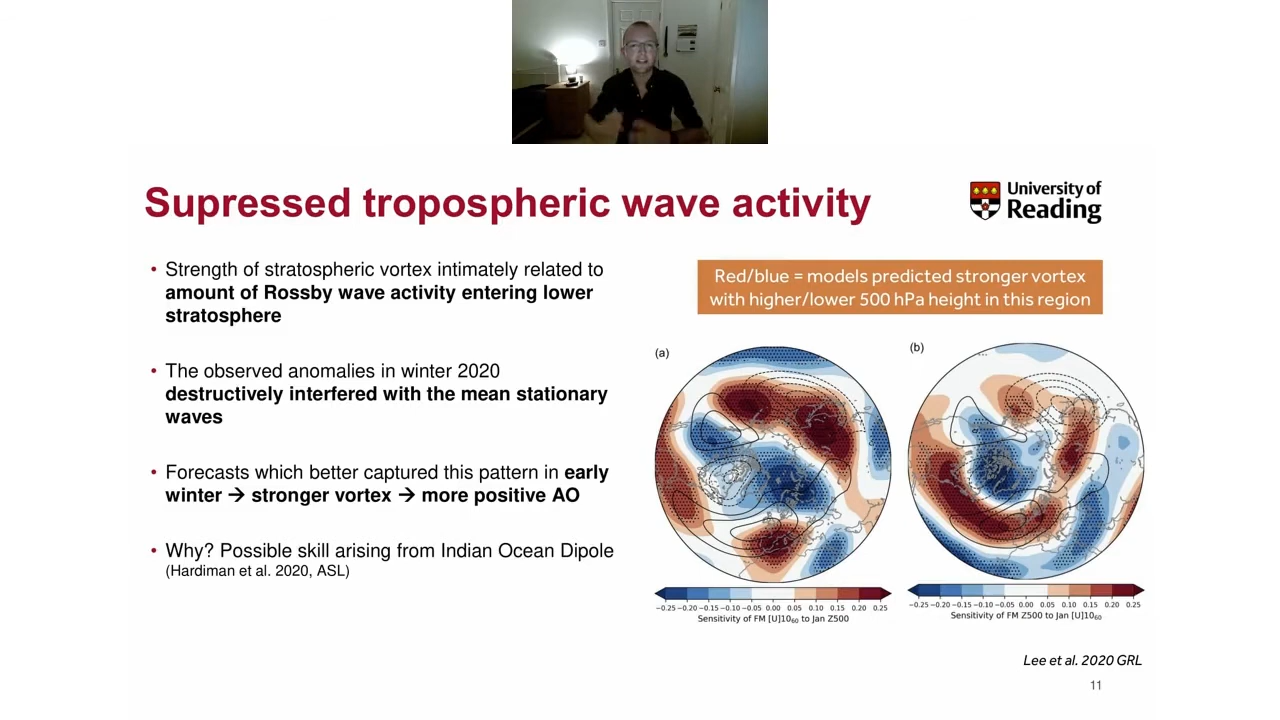 Supressed tropospheric wave activity
University of
Reading
• Strength of stratospheric vortex intimately related to
amount of Rossby wave activity entering lower
stratosphere
• The observed anomalies in winter 2020
destructively interfered with the mean stationary
waves
• Forecasts which better captured this pattern in early
winter → stronger vortex → more positive AO
• Why? Possible skill arising from Indian Ocean Dipole
(Hardiman et al. 2020, ASL)
Red/blue = models predicted stronger vortex
with higher/lower 500 hPa height in this region
(a)
−0.25 −0.20 −0.15 −0.10 −0.05 0.00 0.05 0.10 0.15 0.20 0.25
Sensitivity of FM [U]10₆₀ to Jan Z500
(b)
−0.25 −0.20 −0.15 −0.10 −0.05 0.00 0.05 0.10 0.15 0.20 0.25
Sensitivity of FM Z500 to Jan [U]10₆₀
Lee et al. 2020 GRL
11